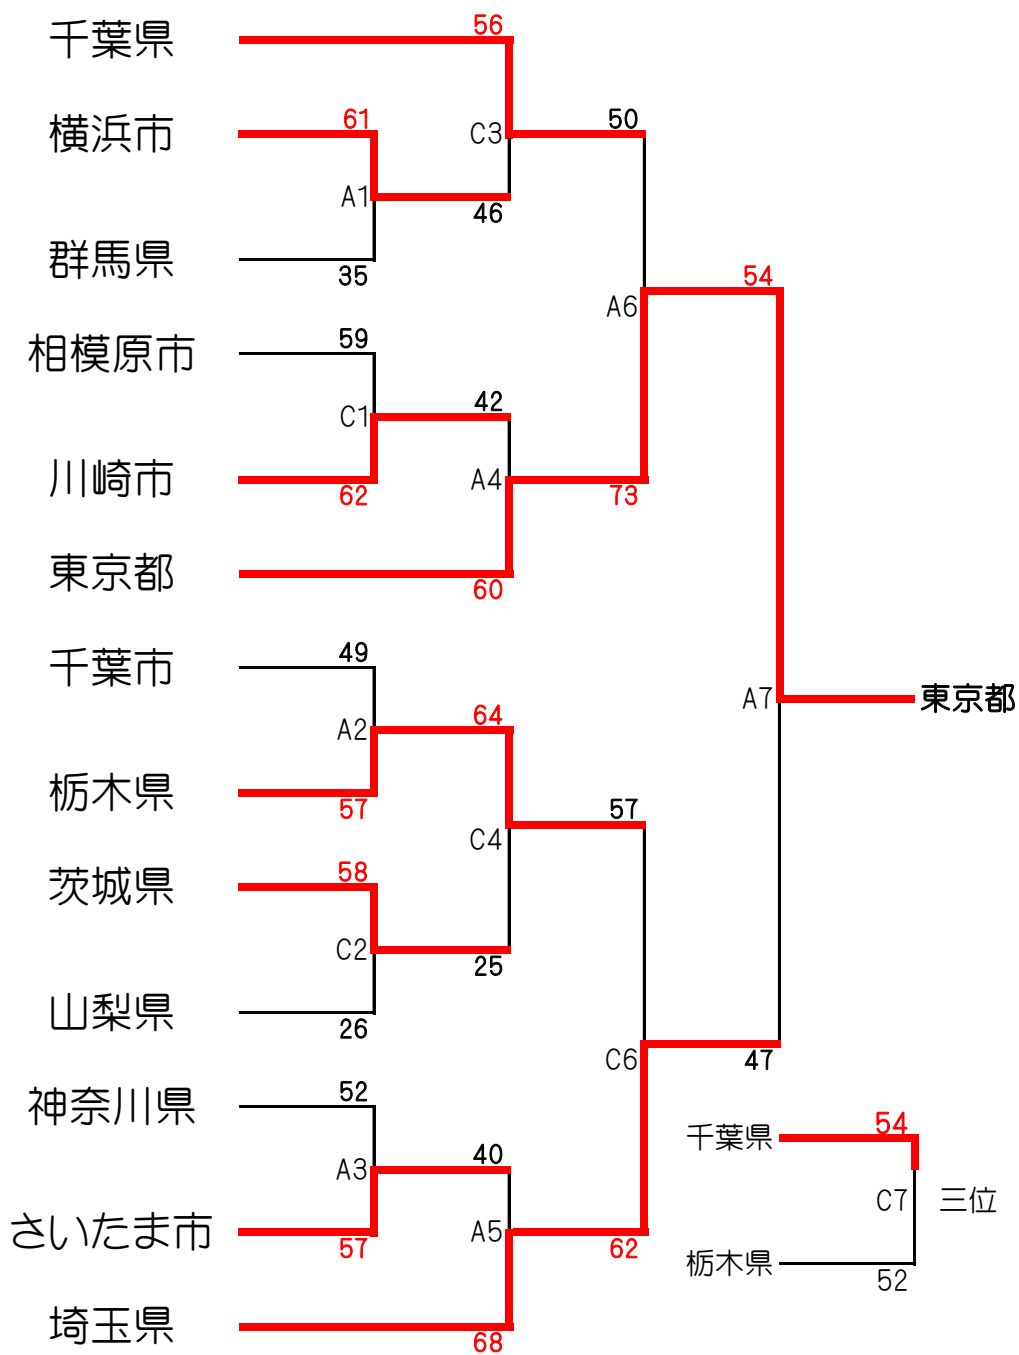 千葉県
56
横浜市
61
C3
50
A1
46
群馬県
35
54
A6
相模原市
59
C1
42
川崎市
62
A4
73
東京都
60
千葉市
49
A2
64
A7
東京都
栃木県
57
57
C4
茨城県
58
C2
25
山梨県
26
C6
47
神奈川県
52
A3
40
千葉県
54
さいたま市
57
A5
62
C7
三位
栃木県
52
埼玉県
68